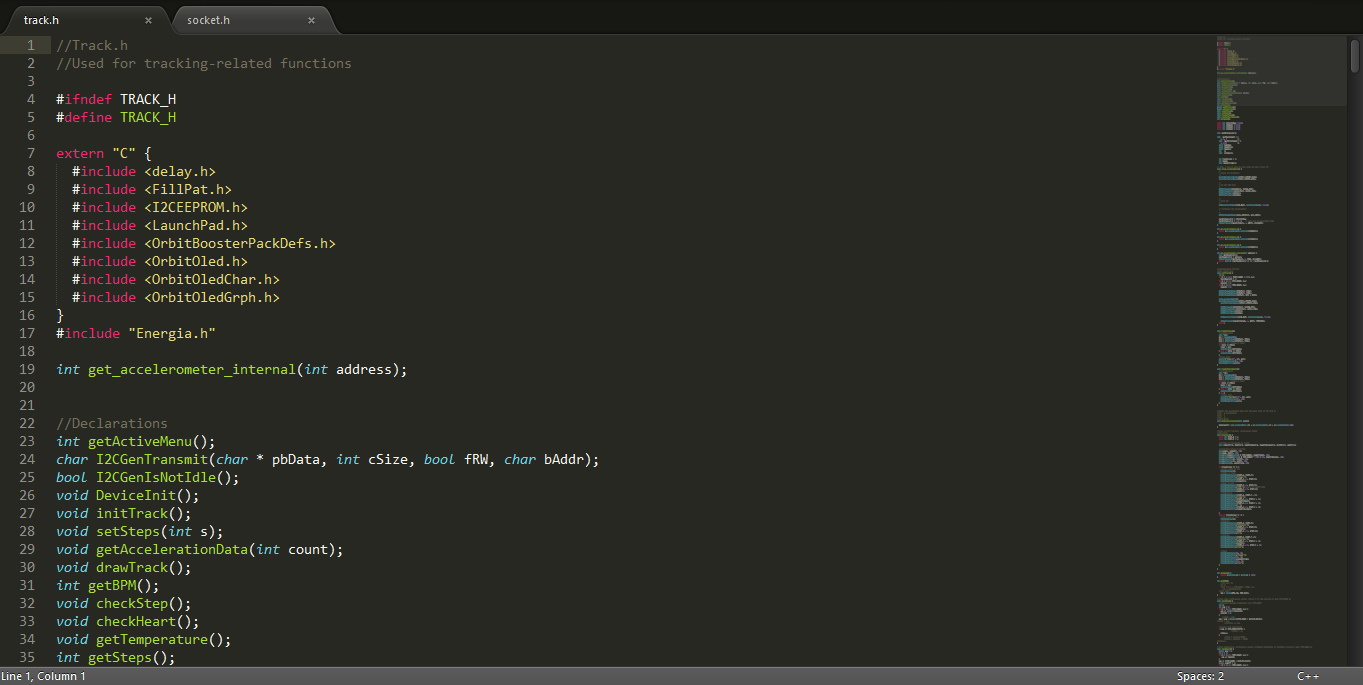 track.h × socket.h ×
1 //Track.h
2 //Used for tracking-related functions
3
4 #ifndef TRACK_H
5 #define TRACK_H
6
7 extern "C" {
8 #include <delay.h>
9 #include <FillPat.h>
10 #include <I2CEEPROM.h>
11 #include <LaunchPad.h>
12 #include <OrbitBoosterPackDefs.h>
13 #include <OrbitOled.h>
14 #include <OrbitOledChar.h>
15 #include <OrbitOledGrph.h>
16 }
17 #include "Energia.h"
18
19 int get_accelerometer_internal(int address);
20
21
22 //Declarations
23 int getActiveMenu();
24 char I2CGenTransmit(char * pbData, int cSize, bool fRW, char bAddr);
25 bool I2CGenIsNotIdle();
26 void DeviceInit();
27 void initTrack();
28 void setSteps(int s);
29 void getAccelerationData(int count);
30 void drawTrack();
31 int getBPM();
32 void checkStep();
33 void checkHeart();
34 void getTemperature();
35 int getSteps();
Line 1, Column 1 Spaces: 2 C++